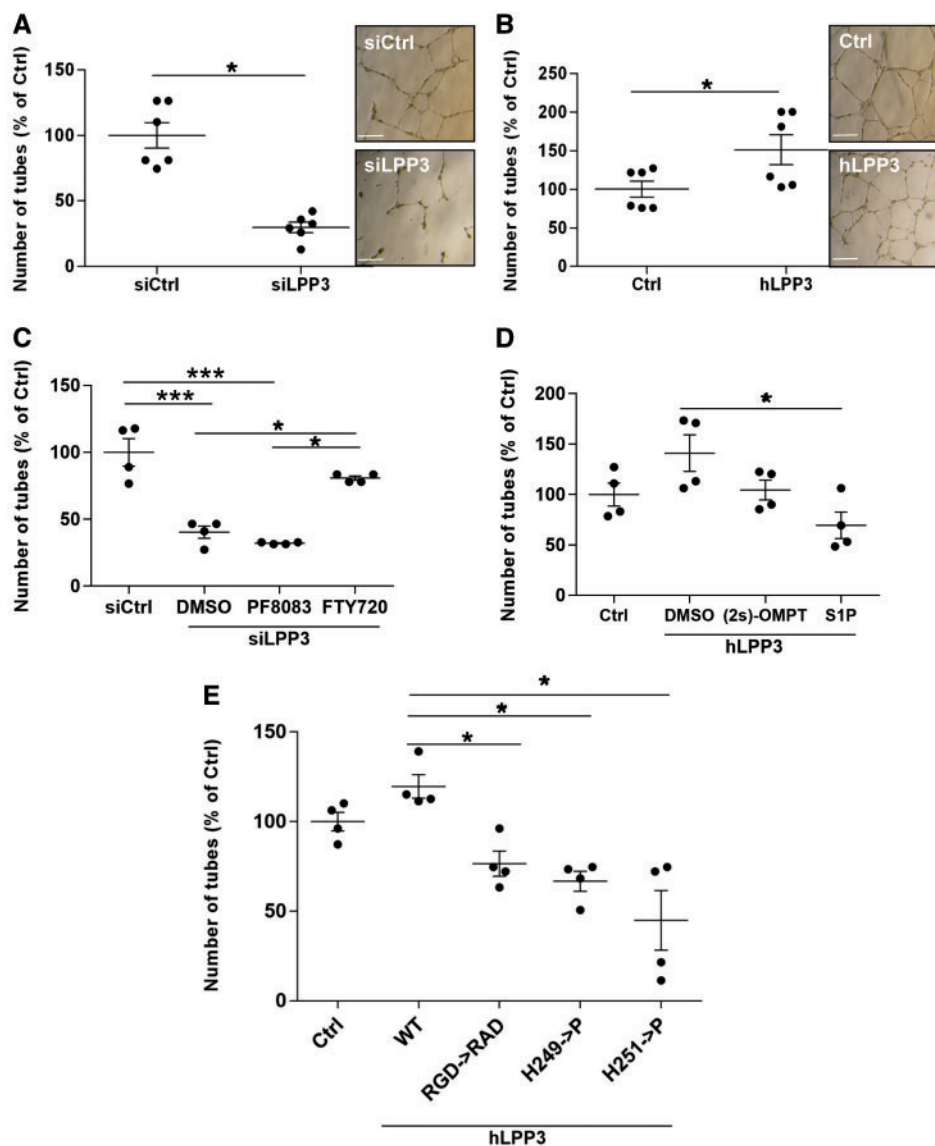 A
Number of tubes (% of Ctrl)
150
100
50
0
*
siCtrl
siLPP3
siCtrl
siLPP3
B
Number of tubes (% of Ctrl)
250
200
150
100
50
0
*
Ctrl
hLPP3
Ctrl
hLPP3
C
Number of tubes (% of Ctrl)
150
100
50
0
***
***
*
*
siCtrl DMSO PF8083 FTY720
siLPP3
D
Number of tubes (% of Ctrl)
200
150
100
50
0
*
Ctrl DMSO (2s)-OMPT S1P
hLPP3
E
Number of tubes (% of Ctrl)
150
100
50
0
*
*
*
Ctrl WT RGD->RAD H249->P H251->P
hLPP3